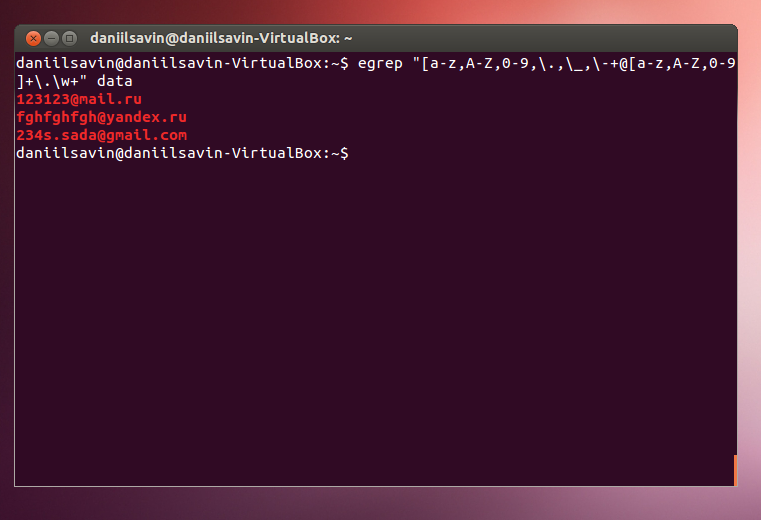 daniilsavin@daniilsavin-VirtualBox: ~
daniilsavin@daniilsavin-VirtualBox:~$ egrep "[a-z,A-Z,0-9,\.,\_,\-+@[a-z,A-Z,0-9
]+\.\w+" data
123123@mail.ru
fghfghfgh@yandex.ru
234s.sada@gmail.com
daniilsavin@daniilsavin-VirtualBox:~$